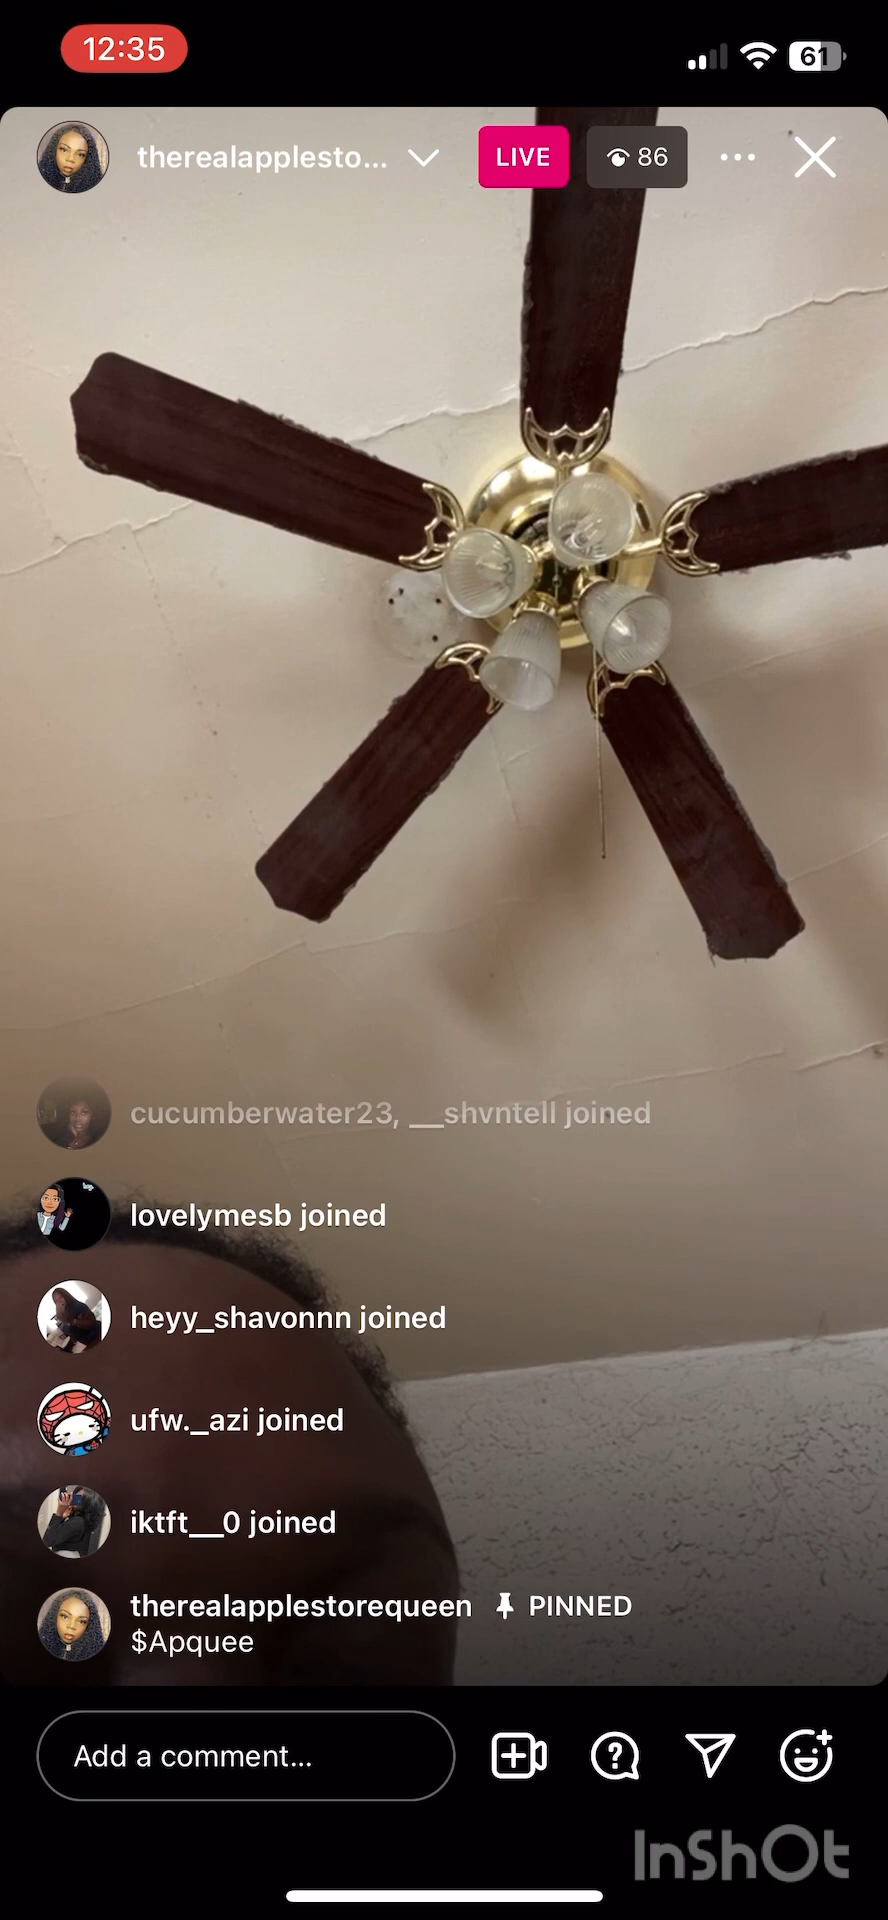 12:35
61
therealapplesto...
LIVE
86
cucumberwater23, __shvntell joined
lovelymesb joined
heyy_shavonnn joined
ufw._azi joined
iktft__0 joined
therealapplestorequeen PINNED
$Apquee
Add a comment...
InShOt